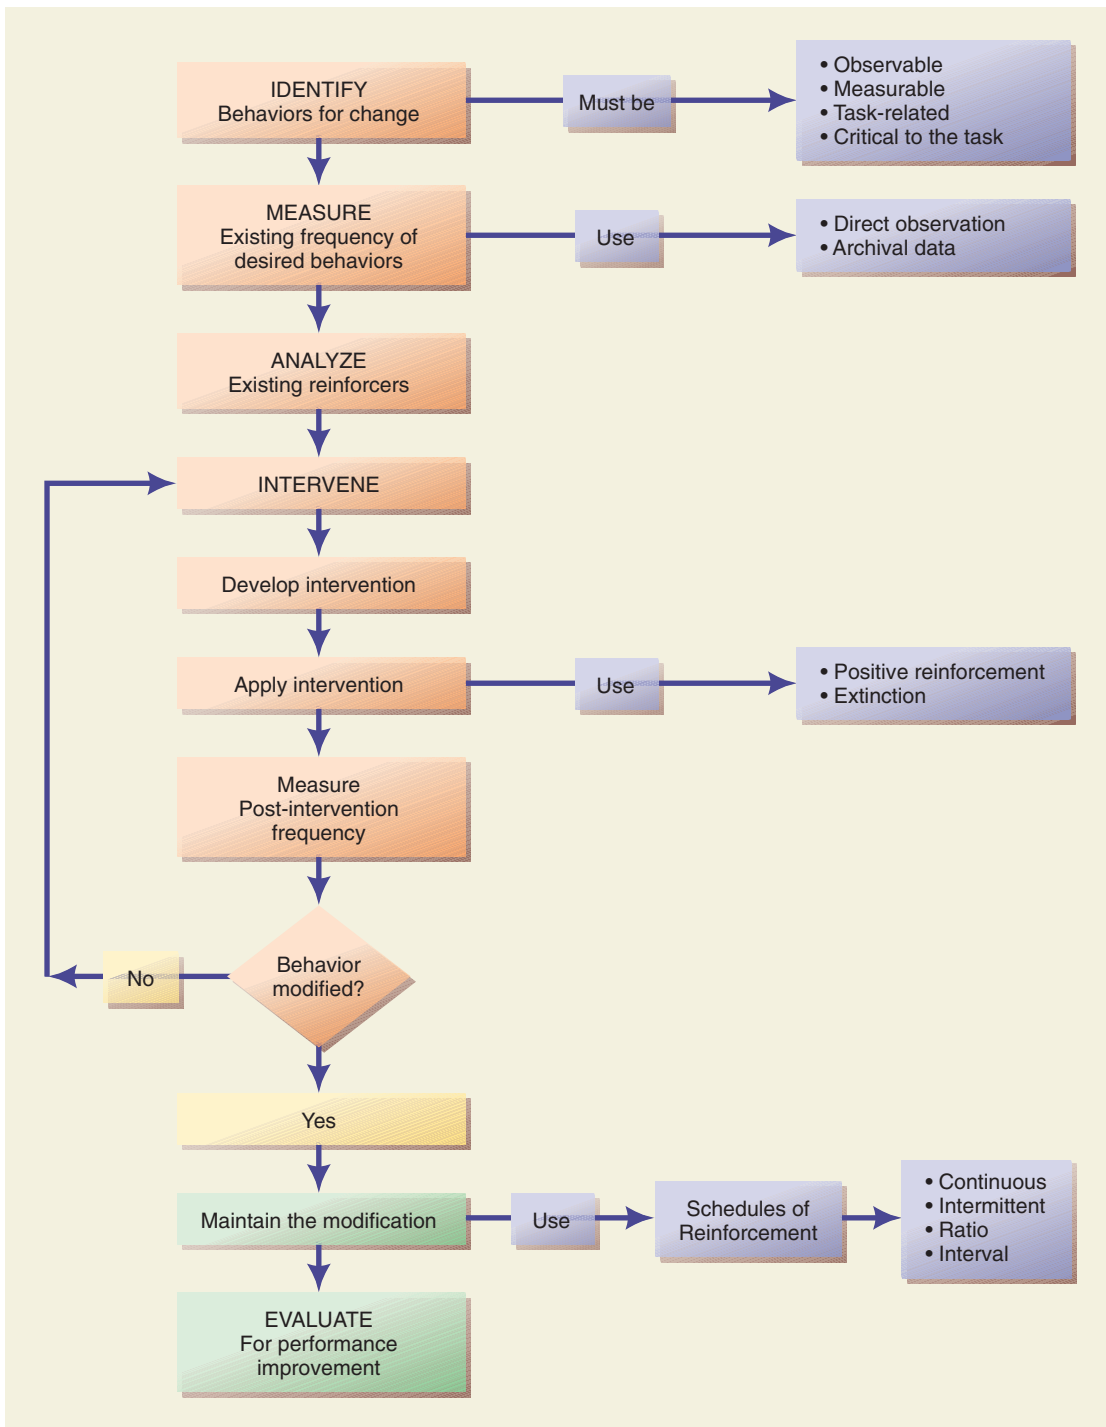 IDENTIFY
Behaviors for change
Must be
• Observable
• Measurable
• Task-related
• Critical to the task
MEASURE
Existing frequency of
desired behaviors
Use
• Direct observation
• Archival data
ANALYZE
Existing reinforcers
INTERVENE
Develop intervention
Apply intervention
Use
• Positive reinforcement
• Extinction
Measure
Post-intervention
frequency
Behavior
modified?
No
Yes
Maintain the modification
Use
Schedules of
Reinforcement
• Continuous
• Intermittent
• Ratio
• Interval
EVALUATE
For performance
improvement